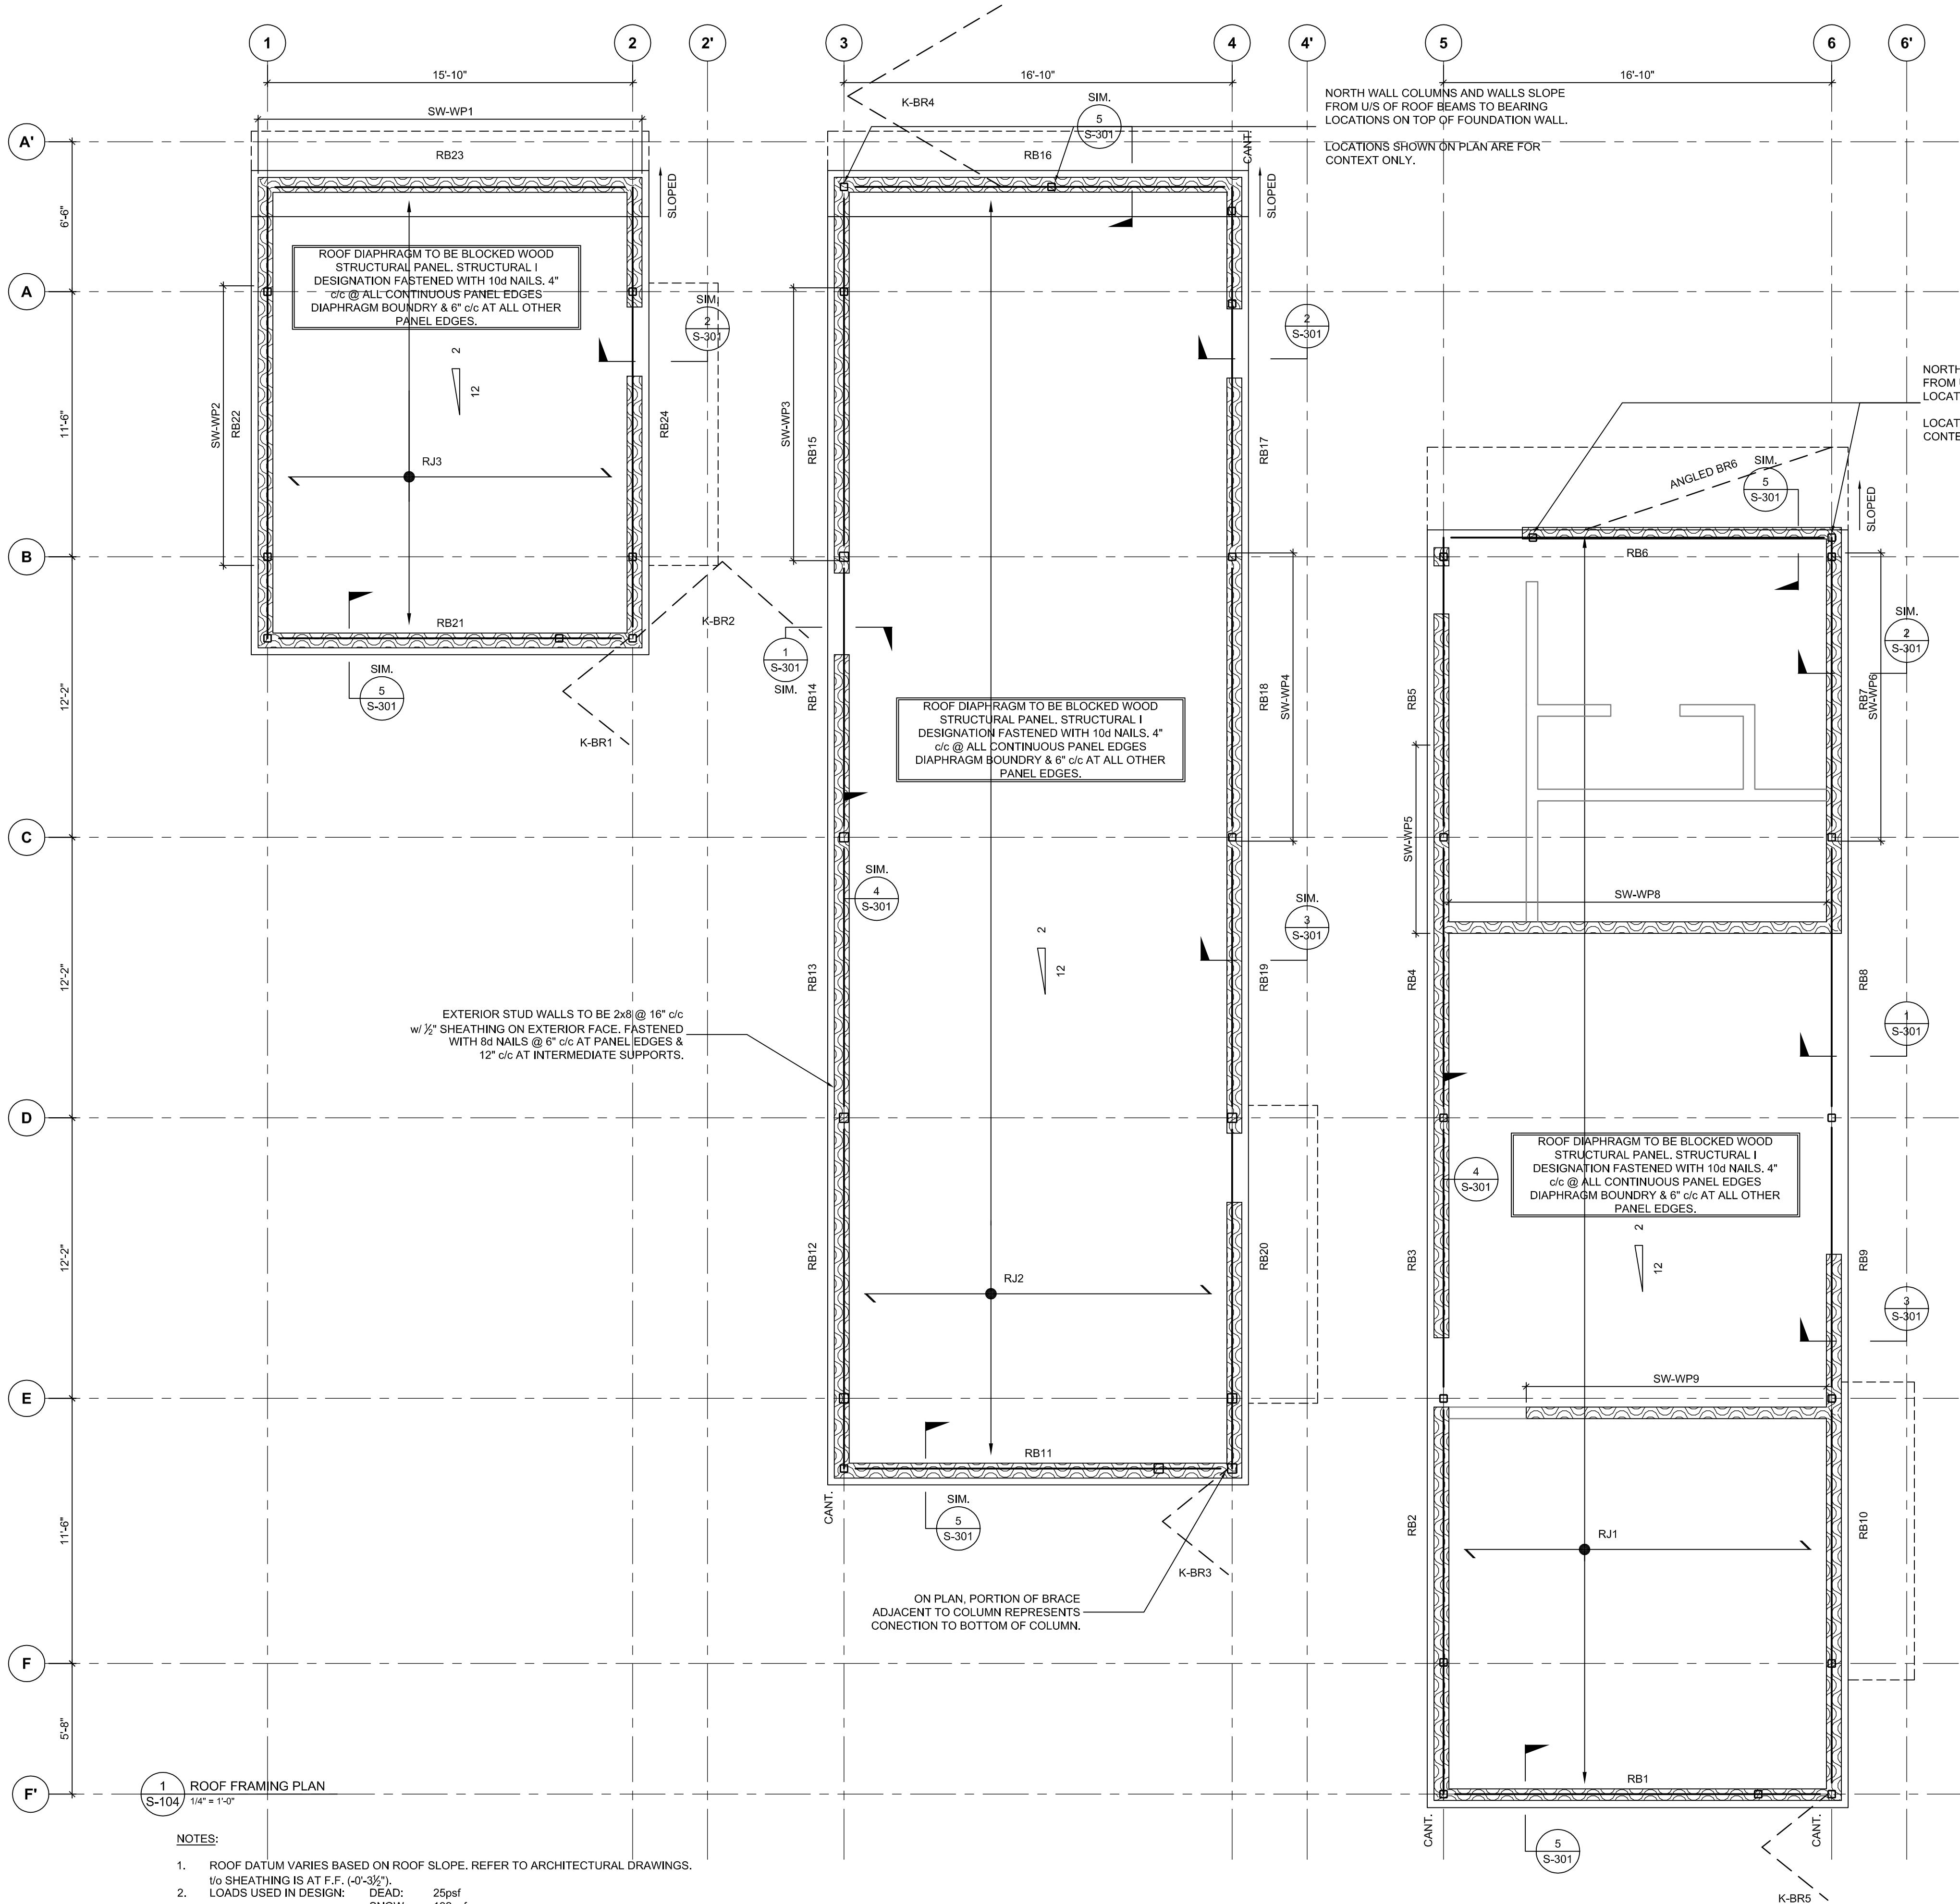 1
2
2'
3
4
4'
5
6
6'
15'-10"
16'-10"
16'-10"
SW-WP1
K-BR4
SIM.
5
S-301
NORTH WALL COLUMNS AND WALLS SLOPE
FROM U/S OF ROOF BEAMS TO BEARING
LOCATIONS ON TOP OF FOUNDATION WALL.
LOCATIONS SHOWN ON PLAN ARE FOR
CONTEXT ONLY.
A'
RB23
RB16
CANT.
SLOPED
SLOPED
6'-6"
ROOF DIAPHRAGM TO BE BLOCKED WOOD
STRUCTURAL PANEL. STRUCTURAL I
DESIGNATION FASTENED WITH 10d NAILS. 4"
c/c @ ALL CONTINUOUS PANEL EDGES
DIAPHRAGM BOUNDRY & 6" c/c AT ALL OTHER
PANEL EDGES.
A
SIM.
2
S-301
2
S-301
2
12
11'-6"
SW-WP2
RB22
RB24
SW-WP3
RB15
RB17
RJ3
NORTH
FROM
LOCAT
LOCAT
CONTE
ANGLED BR6
SIM.
5
S-301
SLOPED
B
RB6
RB21
K-BR2
1
S-301
SIM.
SIM.
5
S-301
K-BR1
12'-2"
RB14
RB18
SW-WP4
RB5
RB7
SW-WP6
SIM.
2
S-301
ROOF DIAPHRAGM TO BE BLOCKED WOOD
STRUCTURAL PANEL. STRUCTURAL I
DESIGNATION FASTENED WITH 10d NAILS. 4"
c/c @ ALL CONTINUOUS PANEL EDGES
DIAPHRAGM BOUNDRY & 6" c/c AT ALL OTHER
PANEL EDGES.
C
SW-WP5
SIM.
4
S-301
SIM.
3
S-301
SW-WP8
2
12
12'-2"
RB13
RB19
RB4
RB8
1
S-301
EXTERIOR STUD WALLS TO BE 2x8 @ 16" c/c
w/ ½" SHEATHING ON EXTERIOR FACE. FASTENED
WITH 8d NAILS @ 6" c/c AT PANEL EDGES &
12" c/c AT INTERMEDIATE SUPPORTS.
D
4
S-301
ROOF DIAPHRAGM TO BE BLOCKED WOOD
STRUCTURAL PANEL. STRUCTURAL I
DESIGNATION FASTENED WITH 10d NAILS. 4"
c/c @ ALL CONTINUOUS PANEL EDGES
DIAPHRAGM BOUNDRY & 6" c/c AT ALL OTHER
PANEL EDGES.
2
12
12'-2"
RB12
RB20
RB3
RB9
RJ2
3
S-301
E
SW-WP9
RB11
CANT.
SIM.
5
S-301
11'-6"
RB2
RB10
RJ1
K-BR3
ON PLAN, PORTION OF BRACE
ADJACENT TO COLUMN REPRESENTS
CONECTION TO BOTTOM OF COLUMN.
F
5'-8"
F'
1
S-104
ROOF FRAMING PLAN
1/4" = 1'-0"
RB1
CANT.
CANT.
5
S-301
K-BR5
NOTES:
1. ROOF DATUM VARIES BASED ON ROOF SLOPE. REFER TO ARCHITECTURAL DRAWINGS.
t/o SHEATHING IS AT F.F. (-0'-3½").
2. LOADS USED IN DESIGN: DEAD: 25psf